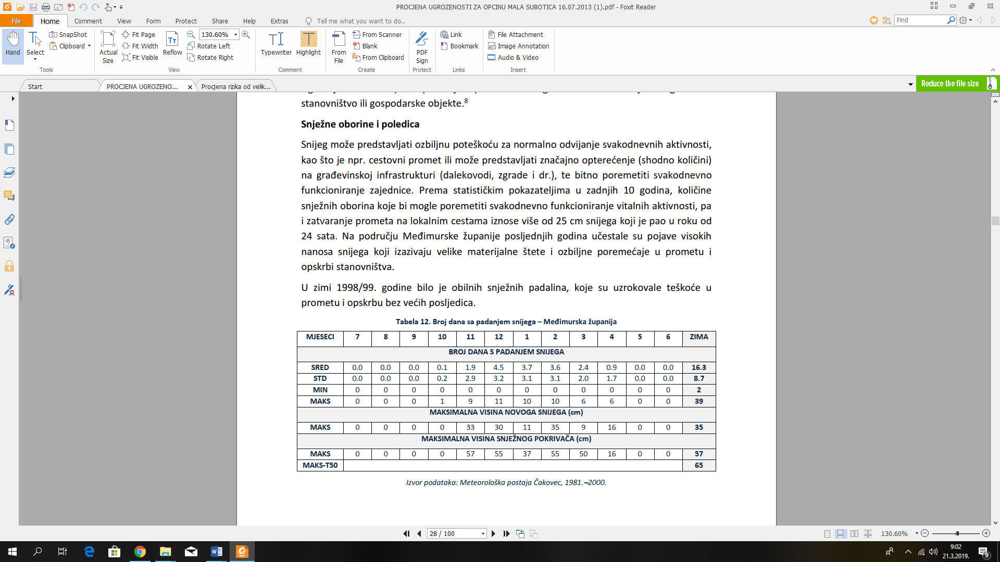 PROCJENA UGROZENOSTI ZA OPCINU MALA SUBOTICA 16.07.2013 (1).pdf - Foxit Reader
File Home Comment View Form Protect Share Help Extras Tell me what you want to do.. Find
Hand
Select
SnapShot
Clipboard
Tools
Actual Size
Fit Page
Fit Width
Fit Visible
Reflow
130.60%
Rotate Left
Rotate Right
View
Typewriter
Highlight
Comment
From File
From Scanner
Blank
From Clipboard
Create
PDF Sign
Protect
Link
Bookmark
Links
File Attachment
Image Annotation
Audio & Video
Insert
Start
PROCJENA UGROZENO...
Procjena rizika od velik...
Reduce the file size
stanovništvo ili gospodarske objekte.8
Snježne oborine i poledica
Snijeg može predstavljati ozbiljnu poteškoću za normalno odvijanje svakodnevnih aktivnosti,
kao što je npr. cestovni promet ili može predstavljati značajno opterećenje (shodno količini)
na građevinskoj infrastrukturi (dalekovodi, zgrade i dr.), te bitno poremetiti svakodnevno
funkcioniranje zajednice. Prema statističkim pokazateljima u zadnjih 10 godina, količine
snježnih oborina koje bi mogle poremetiti svakodnevno funkcioniranje vitalnih aktivnosti, pa
i zatvaranje prometa na lokalnim cestama iznose više od 25 cm snijega koji je pao u roku od
24 sata. Na području Međimurske županije posljednjih godina učestale su pojave visokih
nanosa snijega koji izazivaju velike materijalne štete i ozbiljne poremećaje u prometu i
opskrbi stanovništva.
U zimi 1998/99. godine bilo je obilnih snježnih padalina, koje su uzrokovale teškoće u
prometu i opskrbu bez većih posljedica.
Tabela 12. Broj dana sa padanjem snijega – Međimurska županija
MJESECI 7 8 9 10 11 12 1 2 3 4 5 6 ZIMA
BROJ DANA S PADANJEM SNIJEGA
SRED 0.0 0.0 0.0 0.1 1.9 4.5 3.7 3.6 2.4 0.9 0.0 0.0 16.3
STD 0.0 0.0 0.0 0.2 2.9 3.2 3.1 3.1 2.0 1.7 0.0 0.0 8.7
MIN 0 0 0 0 0 0 0 0 0 0 0 0 2
MAKS 0 0 0 1 9 11 10 10 6 6 0 0 39
MAKSIMALNA VISINA NOVOGA SNIJEGA (cm)
MAKS 0 0 0 0 33 30 11 35 9 16 0 0 35
MAKSIMALNA VISINA SNJEŽNOG POKRIVAČA (cm)
MAKS 0 0 0 0 57 55 37 55 50 16 0 0 57
MAKS-T50 65
Izvor podataka: Meteorološka postaja Čakovec, 1981.–2000.
28 / 100
130.60%
9:02
21.3.2019.
9